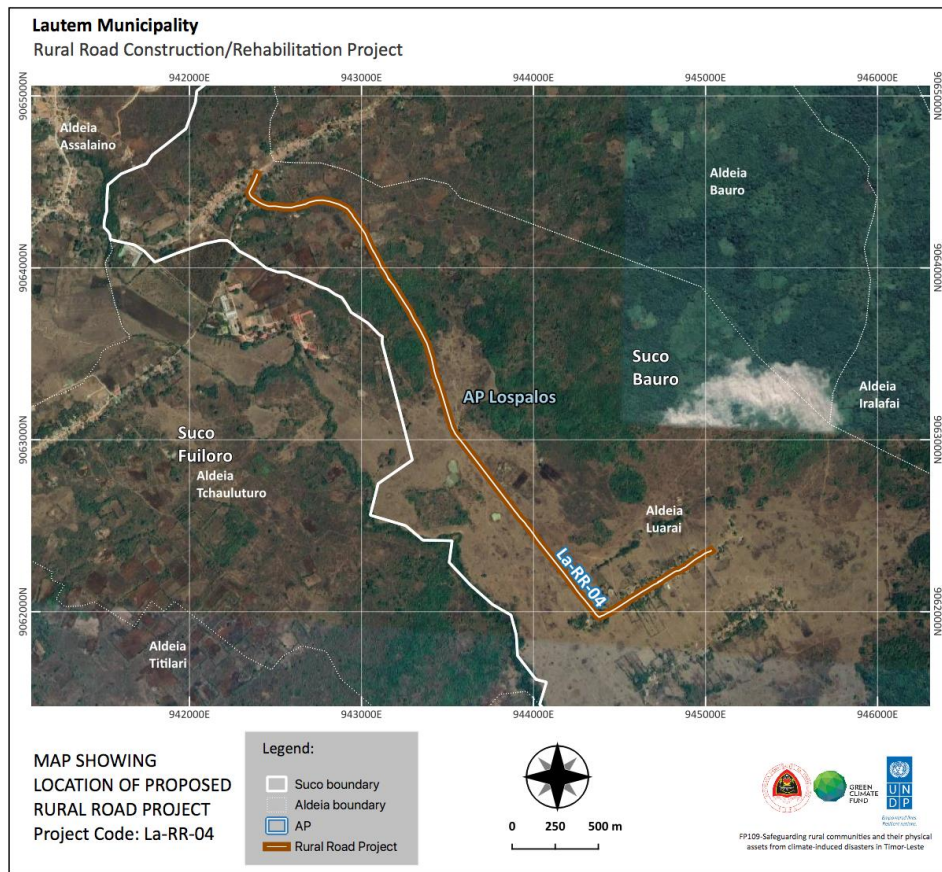 Lautem Municipality
Rural Road Construction/Rehabilitation Project
942000E 943000E 944000E 945000E 946000E
9065000N 9065000N
Aldeia
Assalaino
Aldeia
Bauro
9064000N 9064000N
Suco
Bauro
AP Lospalos
Aldeia
Iralafai
9063000N 9063000N
Suco
Fuiloro
Aldeia
Tchauluturo
Aldeia
Luarai
La-RR-04
9062000N 9062000N
Aldeia
Titilari
942000E 943000E 944000E 945000E 946000E
MAP SHOWING
LOCATION OF PROPOSED
RURAL ROAD PROJECT
Project Code: La-RR-04
Legend:
Suco boundary
Aldeia boundary
AP
Rural Road Project
0 250 500 m
GREEN
CLIMATE
FUND
U N
D P
FP109-Safeguarding rural communities and their physical
assets from climate-induced disasters in Timor-Leste